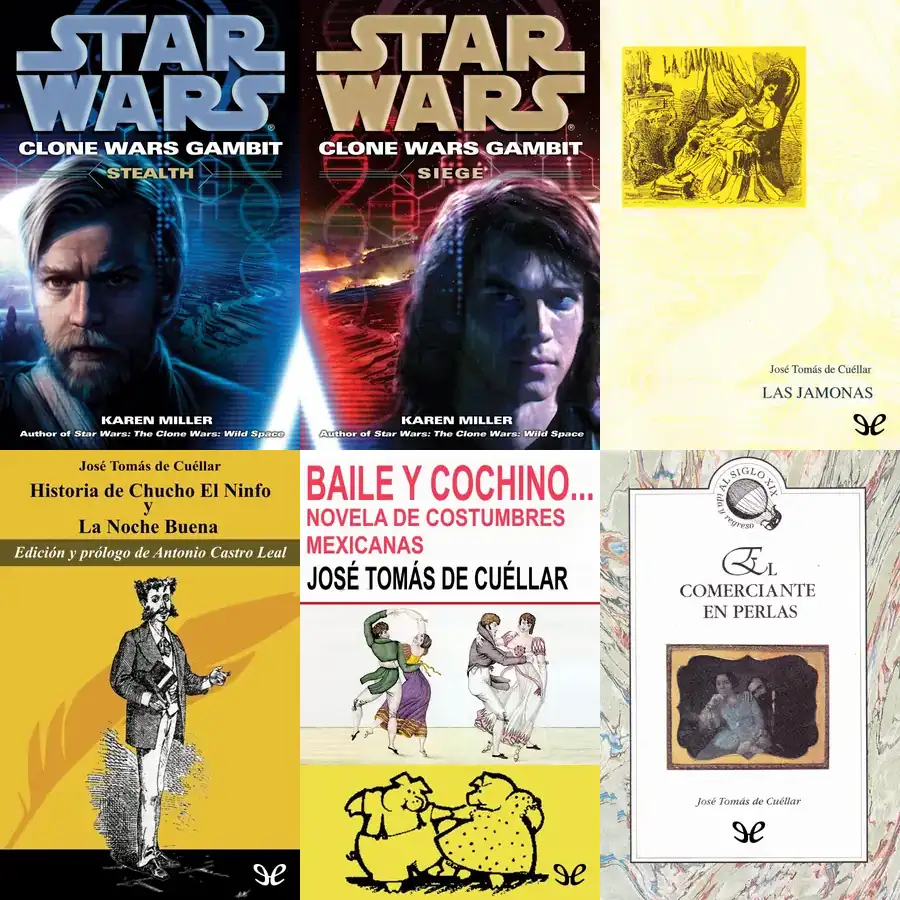 STAR
WARS®
CLONE WARS GAMBIT
STEALTH
KAREN MILLER
Author of Star Wars: The Clone Wars: Wild Space
STAR
WARS®
CLONE WARS GAMBIT
SIEGE
KAREN MILLER
Author of Star Wars: The Clone Wars: Wild Space
José Tomás de Cuéllar
LAS JAMONAS
José Tomás de Cuéllar
Historia de Chucho El Ninfo
y
La Noche Buena
Edición y prólogo de Antonio Castro Leal
BAILE Y COCHINO...
NOVELA DE COSTUMBRES
MEXICANAS
JOSÉ TOMÁS DE CUÉLLAR
ida y regreso AL SIGLO XIX
EL
COMERCIANTE
EN PERLAS
José Tomás de Cuéllar